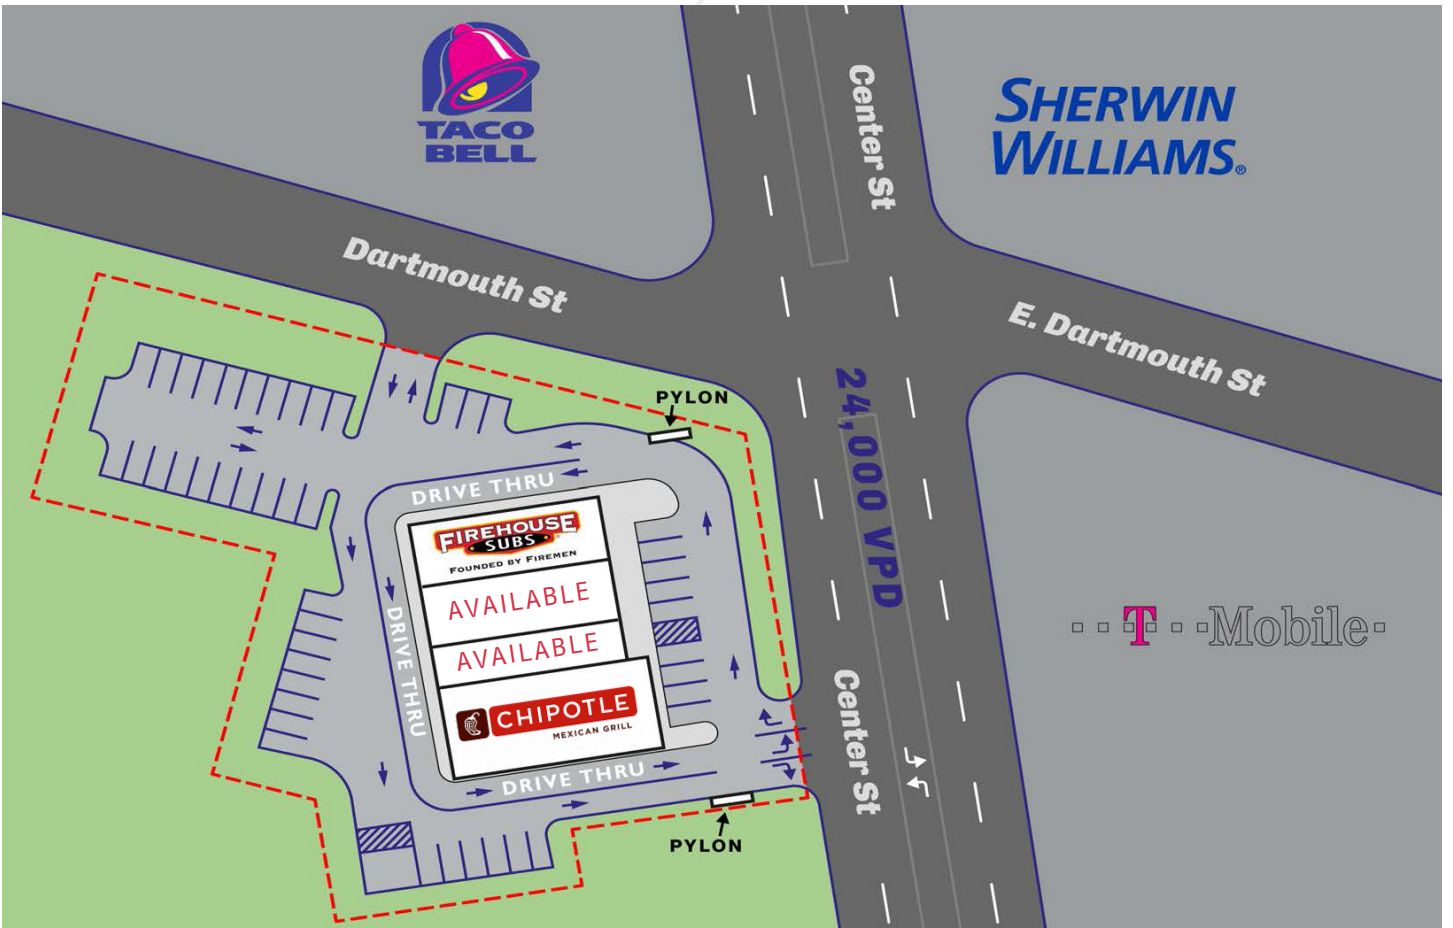 TACO
BELL
Center St
SHERWIN
WILLIAMS®
Dartmouth St
E. Dartmouth St
PYLON
24,000 VPD
DRIVE THRU
FIREHOUSE
SUBS
FOUNDED BY FIREMEN
AVAILABLE
AVAILABLE
DRIVE THRU
CHIPOTLE
MEXICAN GRILL
DRIVE THRU
T Mobile
Center St
PYLON